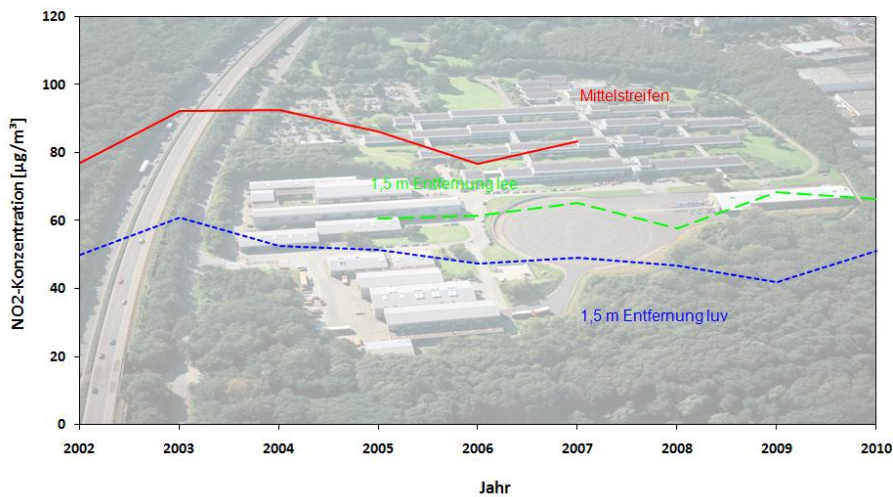 120
100
80
60
40
20
0
NO2-Konzentration [µg/m³]
Mittelstreifen
1,5 m Entfernung lee
1,5 m Entfernung luv
2002 2003 2004 2005 2006 2007 2008 2009 2010
Jahr